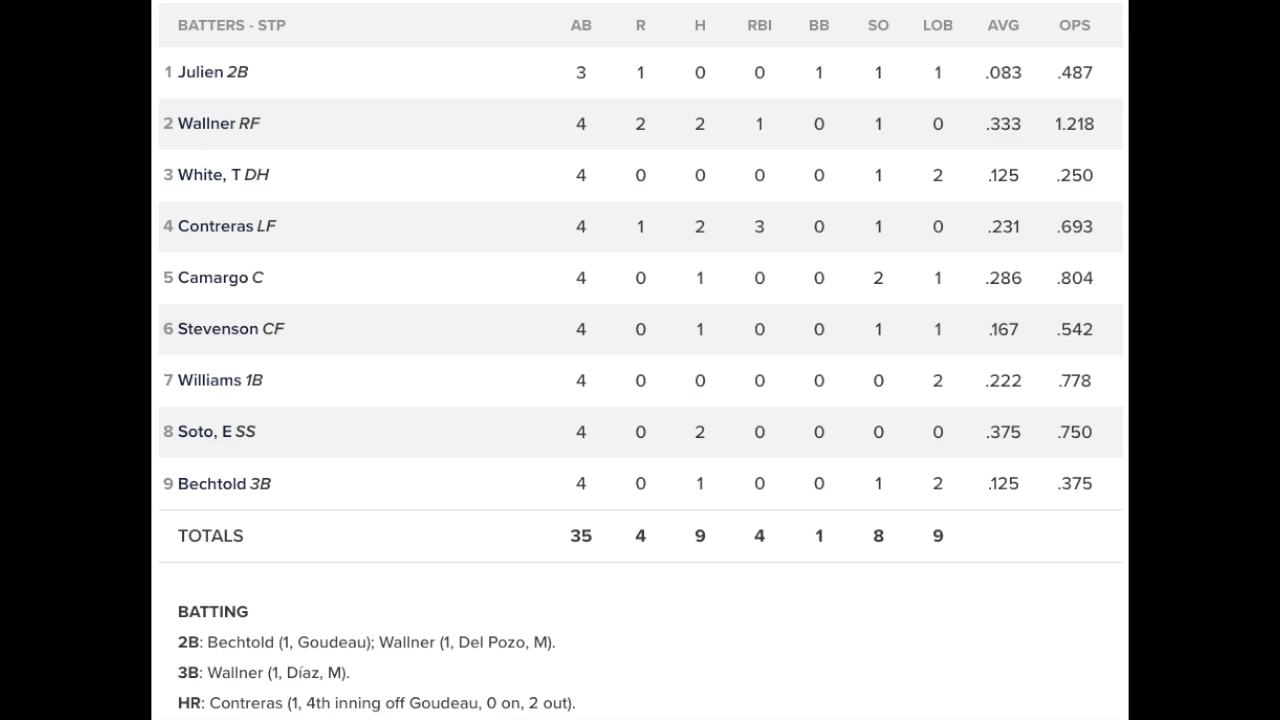 BATTERS - STP AB R H RBI BB SO LOB AVG OPS
1 Julien 2B 3 1 0 0 1 1 1 .083 .487
2 Wallner RF 4 2 2 1 0 1 0 .333 1.218
3 White, T DH 4 0 0 0 0 1 2 .125 .250
4 Contreras LF 4 1 2 3 0 1 0 .231 .693
5 Camargo C 4 0 1 0 0 2 1 .286 .804
6 Stevenson CF 4 0 1 0 0 1 1 .167 .542
7 Williams 1B 4 0 0 0 0 0 2 .222 .778
8 Soto, E SS 4 0 2 0 0 0 0 .375 .750
9 Bechtold 3B 4 0 1 0 0 1 2 .125 .375
TOTALS 35 4 9 4 1 8 9
BATTING
2B: Bechtold (1, Goudeau); Wallner (1, Del Pozo, M).
3B: Wallner (1, Díaz, M).
HR: Contreras (1, 4th inning off Goudeau, 0 on, 2 out).